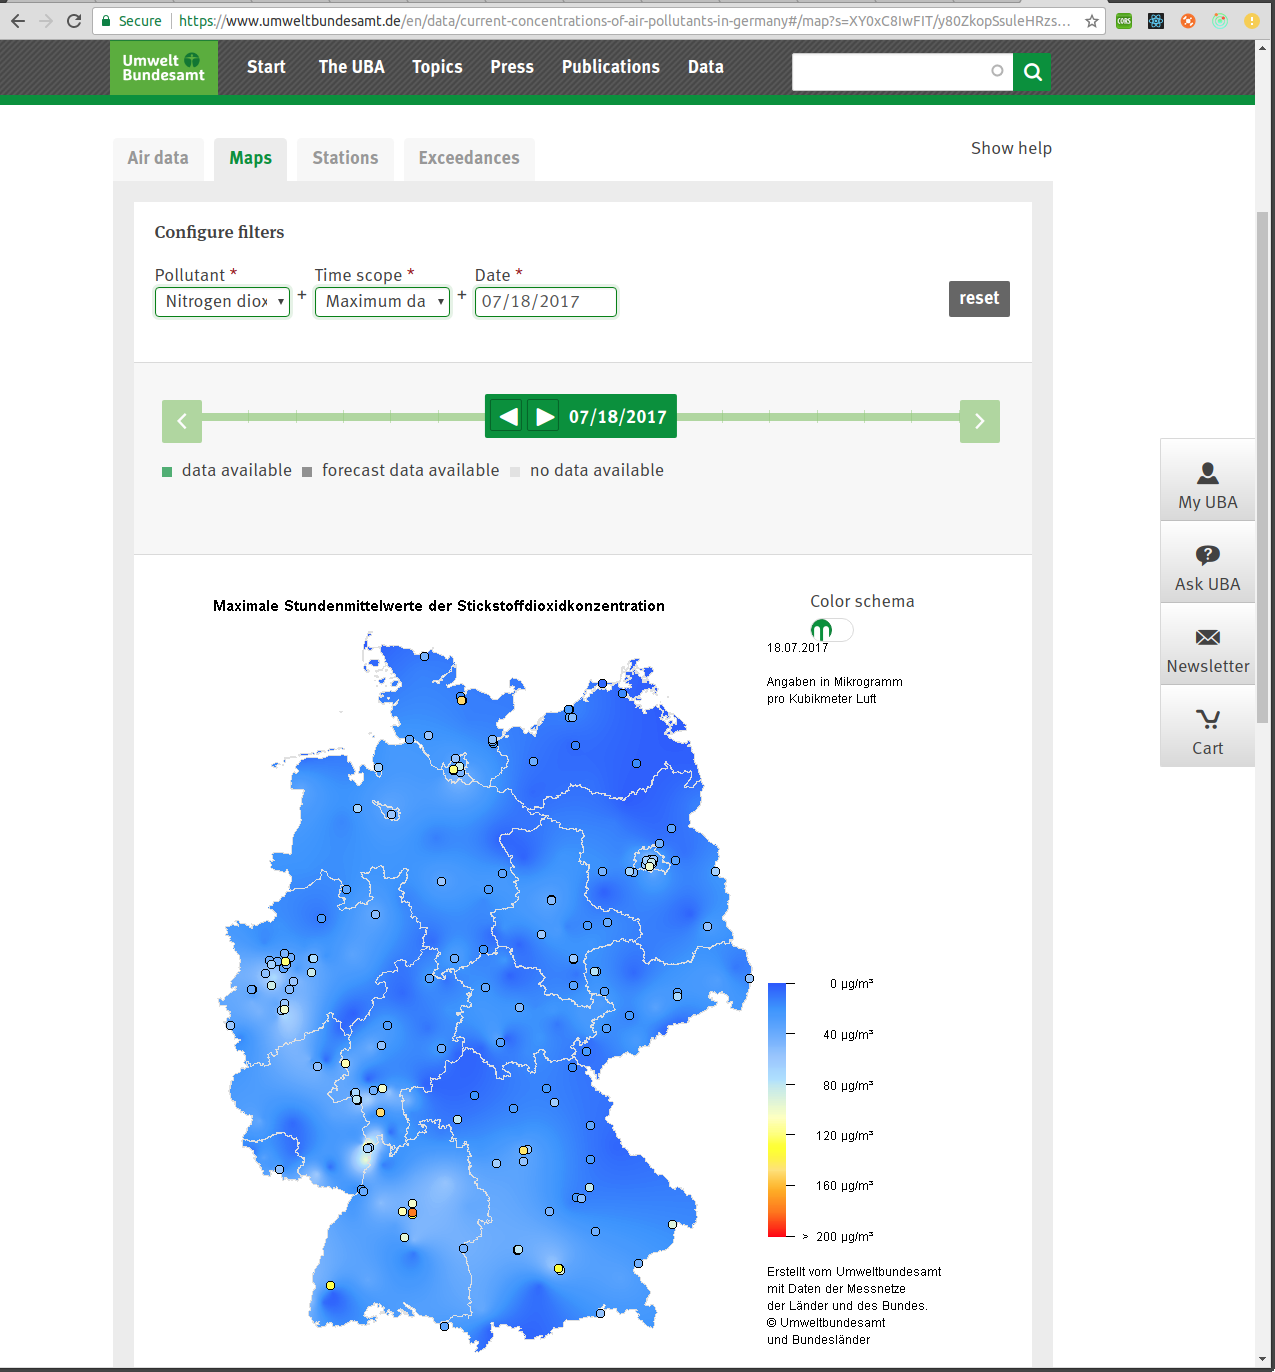 Secure
https://www.umweltbundesamt.de/en/data/current-concentrations-of-air-pollutants-in-germany#/map?s=XY0xC8IwFIT/y80ZkopSsuleHRzs...
CORS
Umwelt
Bundesamt
Start The UBA Topics Press Publications Data
Air data Maps Stations Exceedances
Show help
Configure filters
Pollutant * Time scope * Date *
Nitrogen diox + Maximum da + 07/18/2017
reset
07/18/2017
data available forecast data available no data available
My UBA
Ask UBA
Newsletter
Cart
Maximale Stundenmittelwerte der Stickstoffdioxidkonzentration
Color schema
18.07.2017
Angaben in Mikrogramm
pro Kubikmeter Luft
0 µg/m³
40 µg/m³
80 µg/m³
120 µg/m³
160 µg/m³
> 200 µg/m³
Erstellt vom Umweltbundesamt
mit Daten der Messnetze
der Länder und des Bundes.
© Umweltbundesamt
und Bundesländer